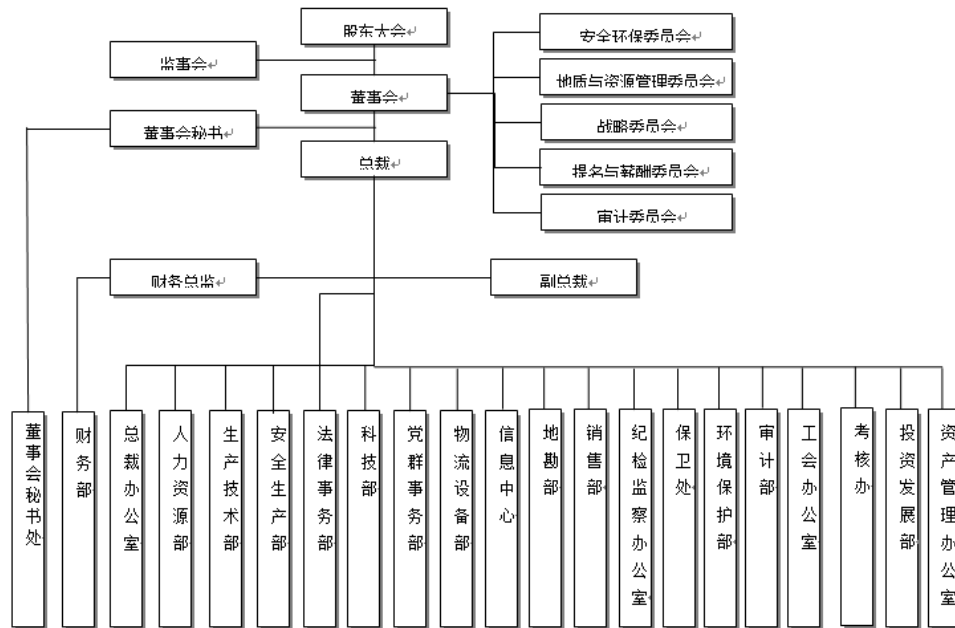 股东大会
监事会
董事会
董事会秘书
总裁
安全环保委员会
地质与资源管理委员会
战略委员会
提名与薪酬委员会
审计委员会
财务总监
副总裁
董事会秘书处
财务部
总裁办公室
人力资源部
生产技术部
安全生产部
法律事务部
科技部
党群事务部
物流设备部
信息中心
地勘部
销售部
纪检监察办公室
保卫处
环境保护部
审计部
工会办公室
考核办
投资发展部
资产管理办公室